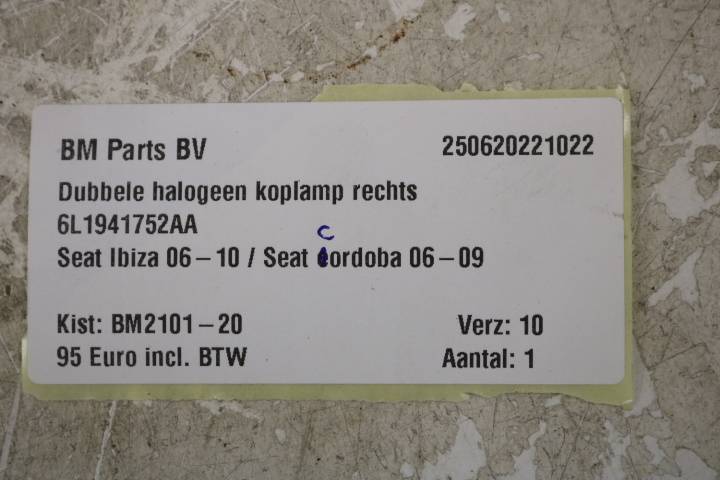 BM Parts BV 250620221022
Dubbele halogeen koplamp rechts
6L1941752AA
C
Seat Ibiza 06-10 / Seat cordoba 06-09
Kist: BM2101-20 Verz: 10
95 Euro incl. BTW Aantal: 1